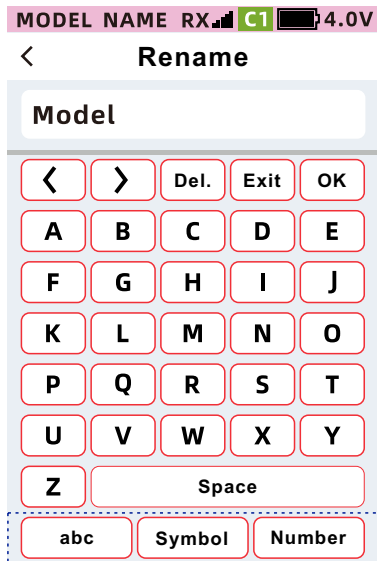 MODEL NAME RX C1 4.0V
< Rename
Model
< > Del. Exit OK
A B C D E
F G H I J
K L M N O
P Q R S T
U V W X Y
Z Space
abc Symbol Number